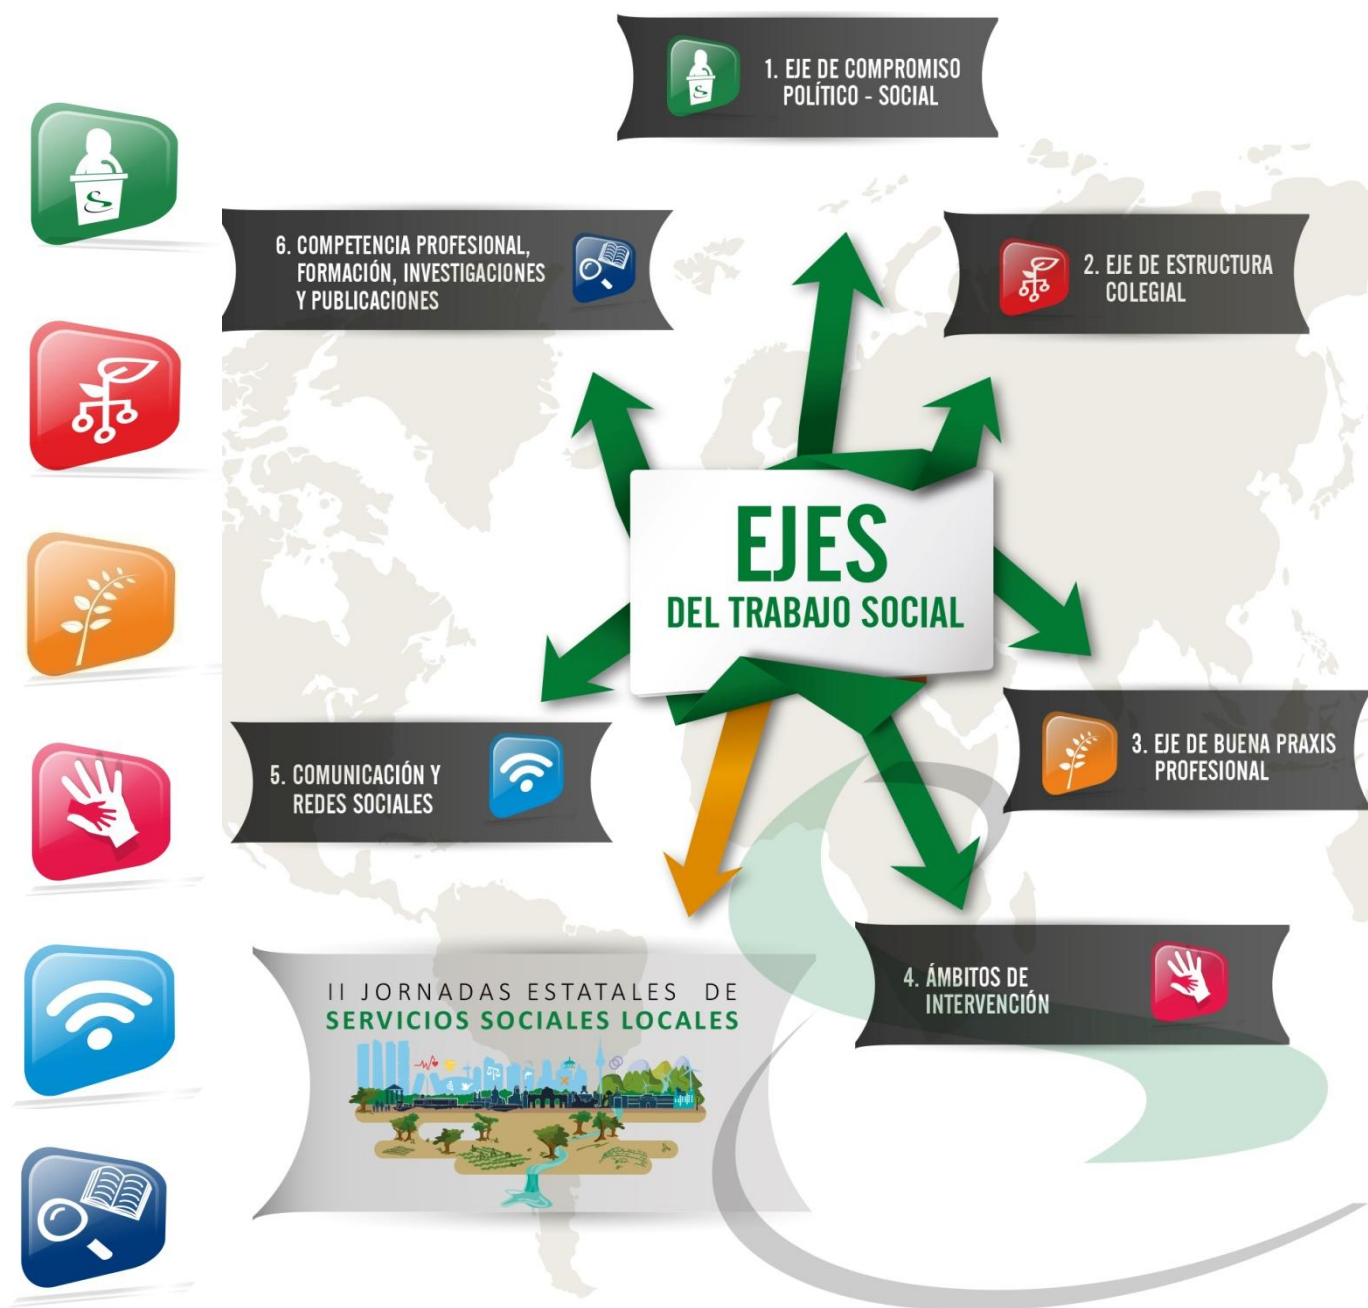 1. EJE DE COMPROMISO
POLÍTICO - SOCIAL
6. COMPETENCIA PROFESIONAL,
FORMACIÓN, INVESTIGACIONES
Y PUBLICACIONES
2. EJE DE ESTRUCTURA
COLEGIAL
EJES
DEL TRABAJO SOCIAL
5. COMUNICACIÓN Y
REDES SOCIALES
3. EJE DE BUENA PRAXIS
PROFESIONAL
4. ÁMBITOS DE
INTERVENCIÓN
II JORNADAS ESTATALES DE
SERVICIOS SOCIALES LOCALES